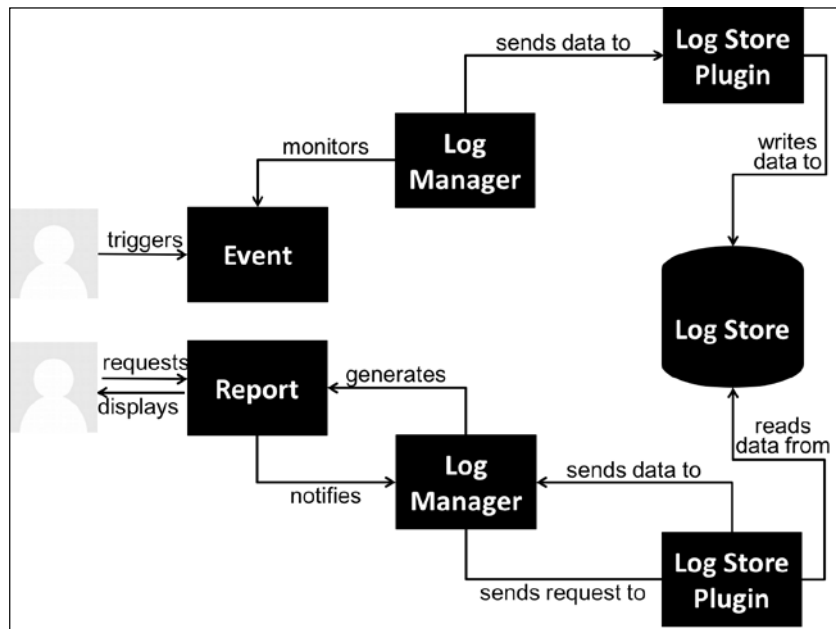 sends data to
Log Store
Plugin
monitors
Log
Manager
writes
data to
triggers
Event
Log Store
requests
displays
Report
generates
reads
data from
notifies
Log
Manager
sends data to
sends request to
Log Store
Plugin